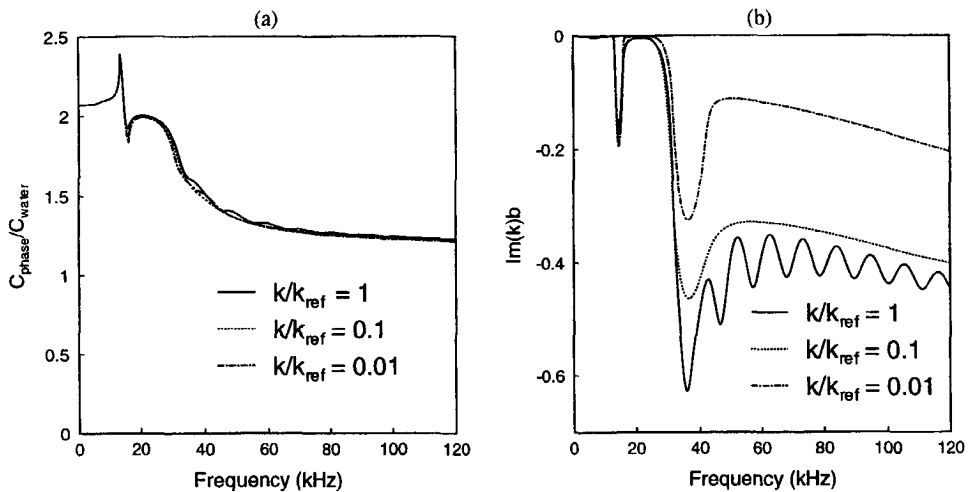 (a)
2.5
2
1.5
1
0.5
0
0 20 40 60 80 100 120
C_phase/C_water
Frequency (kHz)
k/k_ref = 1
k/k_ref = 0.1
k/k_ref = 0.01
(b)
0
-0.2
-0.4
-0.6
0 20 40 60 80 100 120
Im(k)b
Frequency (kHz)
k/k_ref = 1
k/k_ref = 0.1
k/k_ref = 0.01